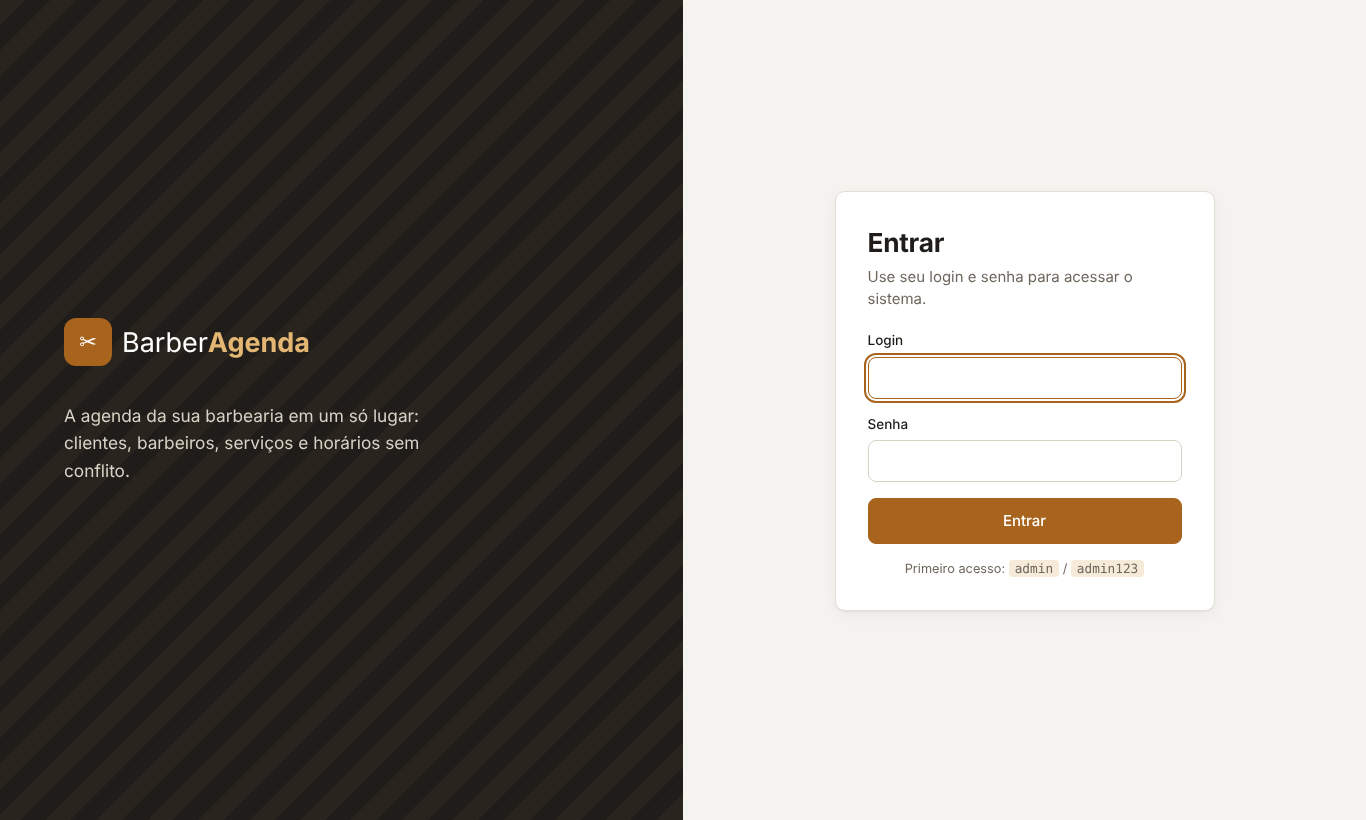 BarberAgenda
A agenda da sua barbearia em um só lugar:
clientes, barbeiros, serviços e horários sem
conflito.
Entrar
Use seu login e senha para acessar o
sistema.
Login
Senha
Entrar
Primeiro acesso: admin / admin123